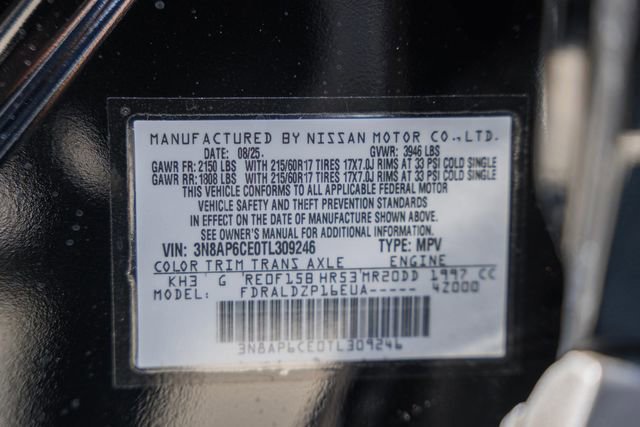 MANUFACTURED BY NISSAN MOTOR CO., LTD.
DATE: 08/25. GVWR: 3946 LBS
GAWR FR: 2150 LBS WITH 215/60R17 TIRES 17X7.0J RIMS AT 33 PSI COLD SINGLE
GAWR RR: 1808 LBS WITH 215/60R17 TIRES 17X7.0J RIMS AT 33 PSI COLD SINGLE
THIS VEHICLE CONFORMS TO ALL APPLICABLE FEDERAL MOTOR
VEHICLE SAFETY AND THEFT PREVENTION STANDARDS
IN EFFECT ON THE DATE OF MANUFACTURE SHOWN ABOVE.
SEE OWNER'S MANUAL FOR ADDITIONAL INFORMATION.
VIN: 3N8AP6CE0TL309246 TYPE: MPV
COLOR TRIM TRANS AXLE ENGINE
KH3 G RE0F15B HR53 MR20DD 1997 CC
MODEL: FDRALDZP16EUA----- 42000
3N8AP6CE0TL309246